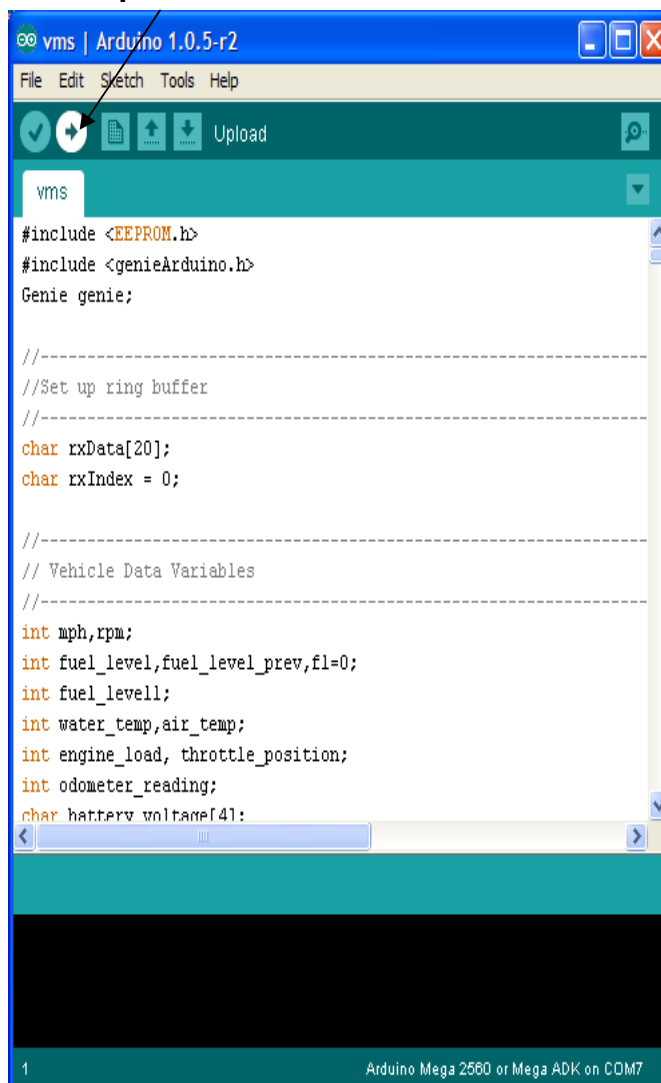 vms | Arduino 1.0.5-r2
File Edit Sketch Tools Help
Upload
vms
#include <EEPROM.h>
#include <genieArduino.h>
Genie genie;
//-----------------------------------------------------------------
//Set up ring buffer
//-----------------------------------------------------------------
char rxData[20];
char rxIndex = 0;
//-----------------------------------------------------------------
// Vehicle Data Variables
//-----------------------------------------------------------------
int mph,rpm;
int fuel_level,fuel_level_prev,fl=0;
int fuel_levell;
int water_temp,air_temp;
int engine_load, throttle_position;
int odometer_reading;
char battery_voltage[4];
1
Arduino Mega 2560 or Mega ADK on COM7